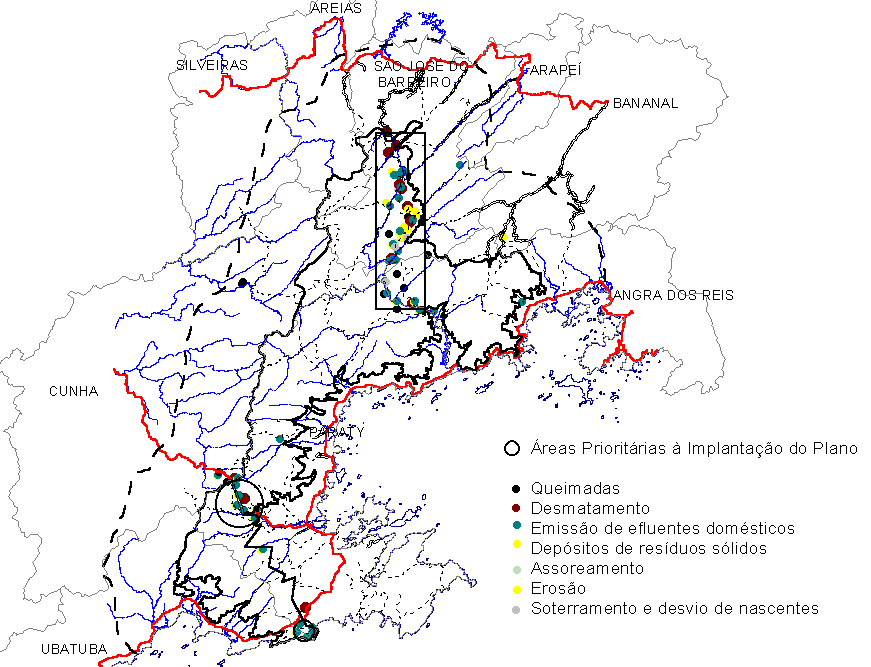 AREIAS
SILVEIRAS
SÃO JOSÉ DO
BARREIRO
ARAPEÍ
BANANAL
ANGRA DOS REIS
CUNHA
PARATY
Áreas Prioritárias à Implantação do Plano
Queimadas
Desmatamento
Emissão de efluentes domésticos
Depósitos de resíduos sólidos
Assoreamento
Erosão
Soterramento e desvio de nascentes
UBATUBA